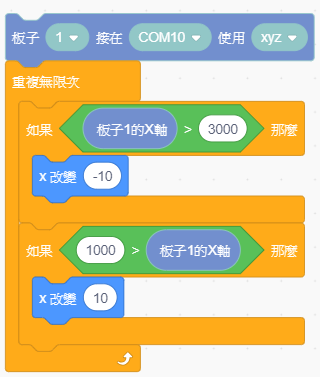 板子 1 接在 COM10 使用 xyz
重複無限次
如果 板子1的X軸 > 3000 那麼
x 改變 -10
如果 1000 > 板子1的X軸 那麼
x 改變 10